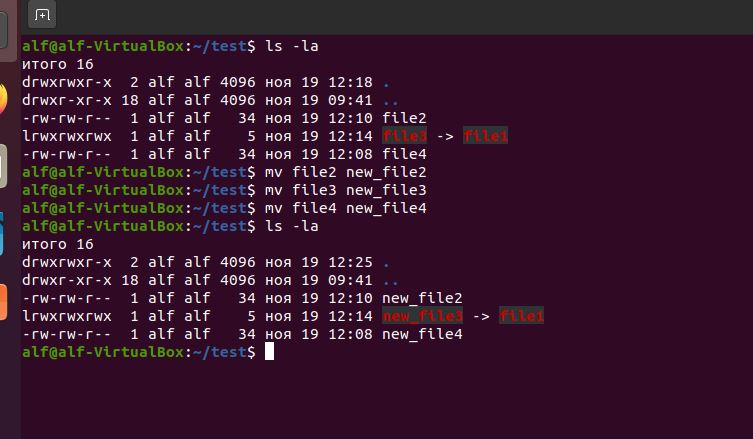 alf@alf-VirtualBox:~/test$ ls -la
итого 16
drwxrwxr-x  2 alf alf 4096 ноя 19 12:18 .
drwxr-xr-x 18 alf alf 4096 ноя 19 09:41 ..
-rw-rw-r--  1 alf alf   34 ноя 19 12:10 file2
lrwxrwxrwx  1 alf alf    5 ноя 19 12:14 file3 -> file1
-rw-rw-r--  1 alf alf   34 ноя 19 12:08 file4
alf@alf-VirtualBox:~/test$ mv file2 new_file2
alf@alf-VirtualBox:~/test$ mv file3 new_file3
alf@alf-VirtualBox:~/test$ mv file4 new_file4
alf@alf-VirtualBox:~/test$ ls -la
итого 16
drwxrwxr-x  2 alf alf 4096 ноя 19 12:25 .
drwxr-xr-x 18 alf alf 4096 ноя 19 09:41 ..
-rw-rw-r--  1 alf alf   34 ноя 19 12:10 new_file2
lrwxrwxrwx  1 alf alf    5 ноя 19 12:14 new_file3 -> file1
-rw-rw-r--  1 alf alf   34 ноя 19 12:08 new_file4
alf@alf-VirtualBox:~/test$